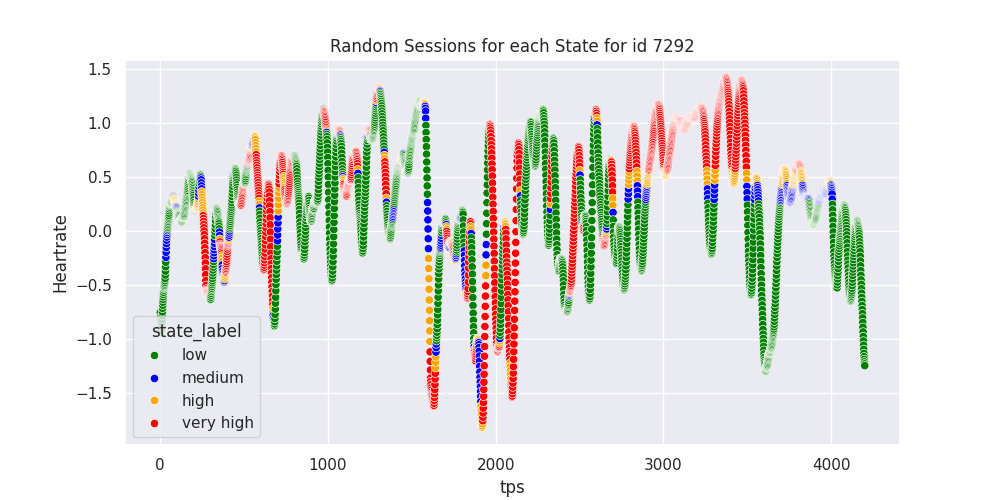 Random Sessions for each State for id 7292
1.5
1.0
0.5
0.0
−0.5
−1.0
−1.5
Heartrate
state_label
low
medium
high
very high
0
1000
2000
3000
4000
tps